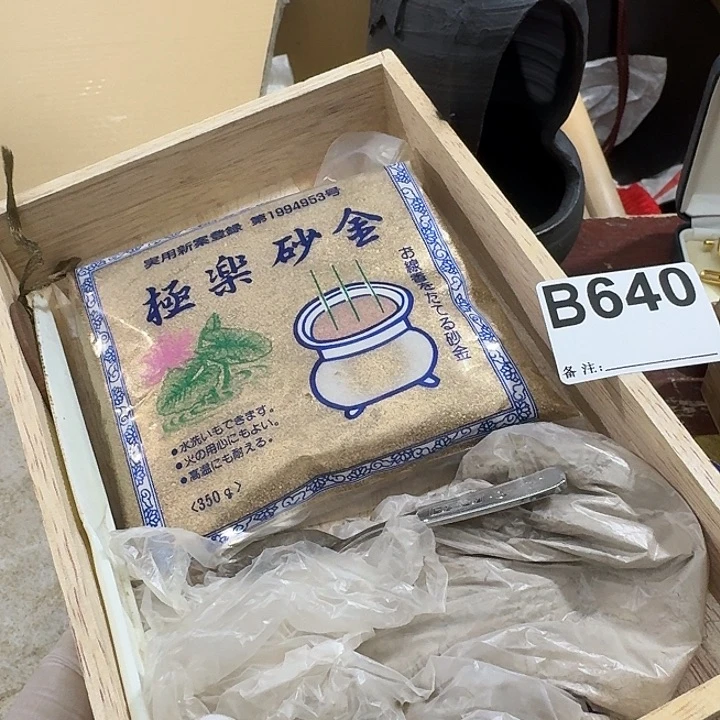 実用新案登録 第1994953号
極楽砂金
お線香をたてる砂金
●水洗いもできます。
●火の用心にもよい。
●高温にも耐える。
〈350g〉
B640
备注: